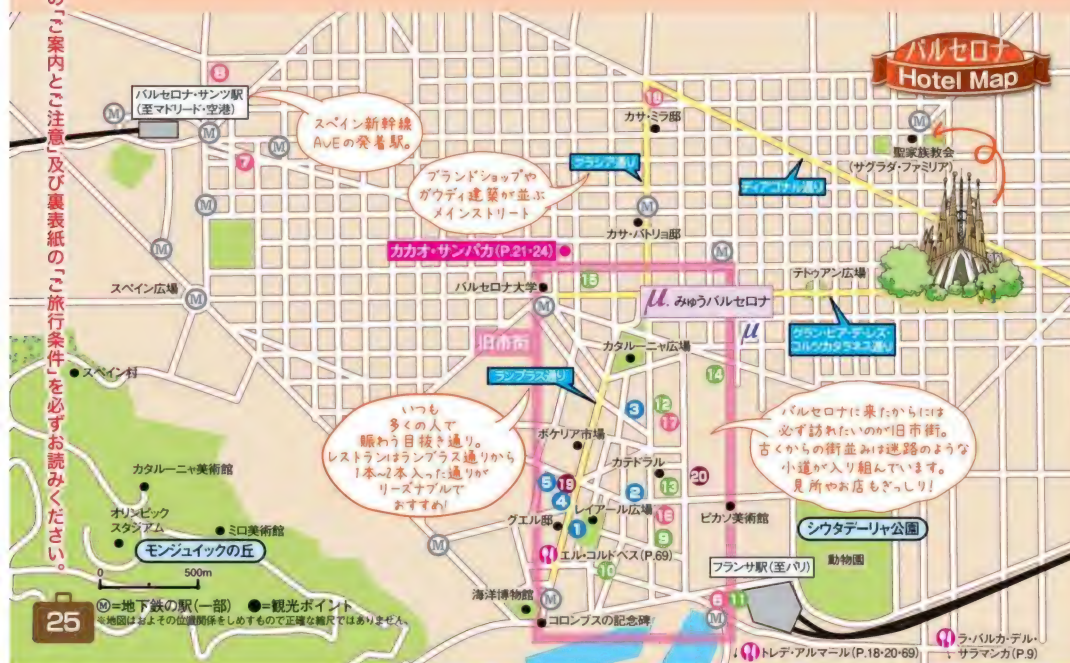 の「ご案内とご注意」及び裏表紙の「ご旅行条件」を必ずお読みください。
バルセロナ
Hotel Map
8
バルセロナ・サンツ駅
(至マドリード・空港)
M
スペイン新幹線
AVEの発着駅。
7
M
M
M
M
18
カサ・ミラ邸
グラシア通り
ディアゴナル通り
M
聖家族教会
(サグラダ・ファミリア)
ブランドショップや
ガウディ建築が並ぶ
メインストリート
M
カサ・バトリョ邸
カカオ・サンパカ(P.21・24)
M
スペイン広場
M
バルセロナ大学
M
15
μ. みゅうバルセロナ
μ
テトゥアン広場
グラン・ビア・デ・レス・
コルツカタラネス通り
旧市街
カタルーニャ広場
ランブラス通り
スペイン村
14
いつも
多くの人で
賑わう目抜き通り。
レストランはランブラス通りから
1本~2本入った通りが
リーズナブルで
おすすめ!
3
12
17
ボケリア市場
カテドラル
5
19
4
2
13
20
グエル邸
1
レイアール広場
16
9
ピカソ美術館
バルセロナに来たからには
必ず訪れたいのが旧市街。
古くからの街並みは迷路のような
小道が入り組んでいます。
見所やお店もぎっしり!
カタルーニャ美術館
オリンピック
スタジアム
ミロ美術館
モンジュイックの丘
M
エル・コルドベス(P.69)
10
シウタデーリャ公園
動物園
フランサ駅(至パリ)
0
500m
海洋博物館
M
コロンブスの記念碑
6
11
M
M=地下鉄の駅(一部) ●=観光ポイント
※地図はおよその位置関係をしめすもので正確な縮尺ではありません。
25
↓トレデ・アルマール(P.18・20・69)
ラ・バルカ・デル・
↓サラマンカ(P.9)